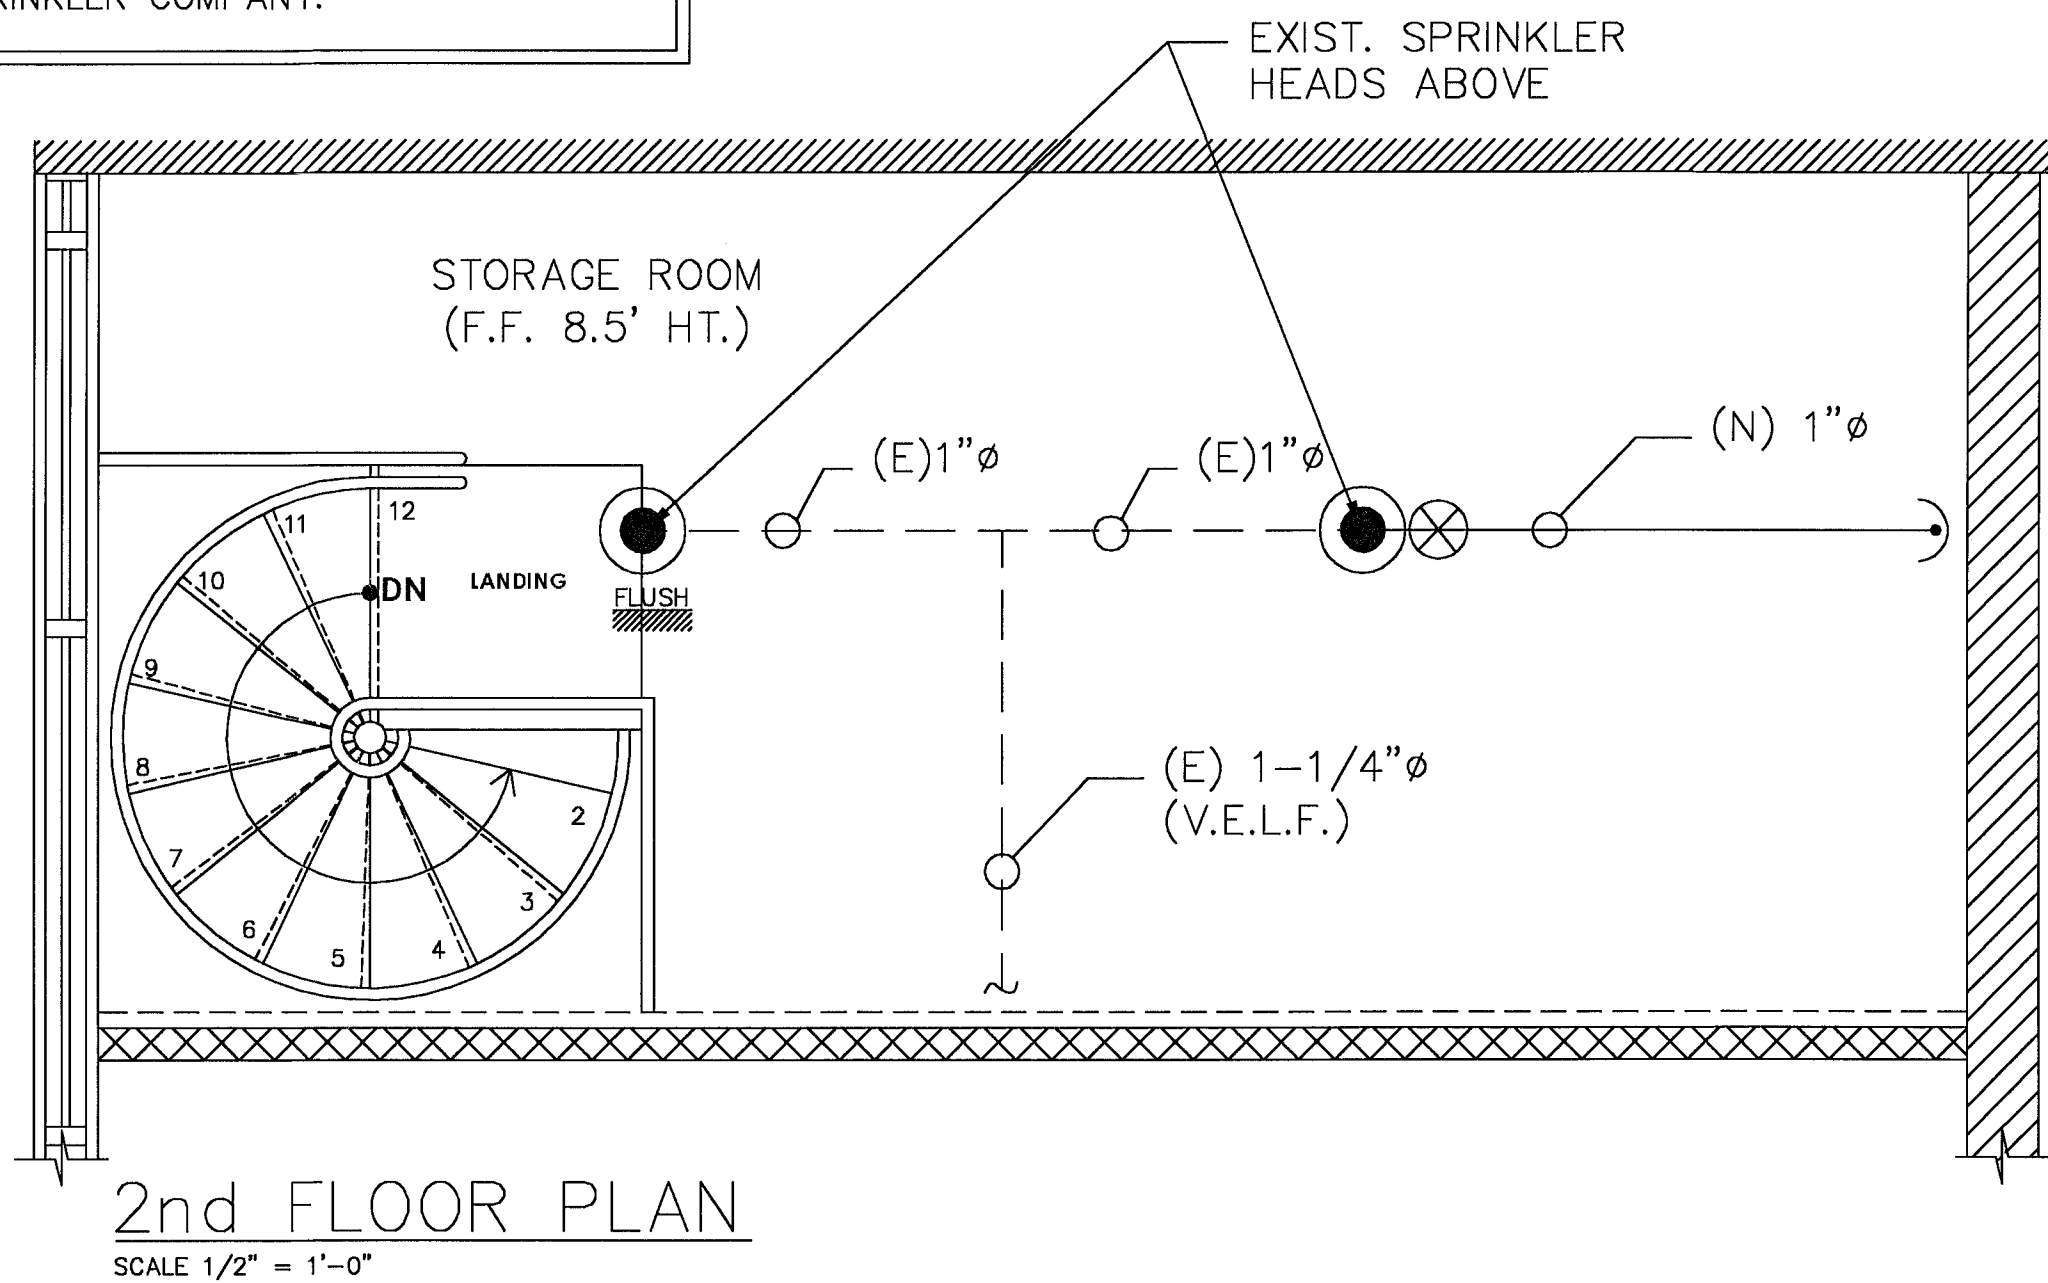 SPRINKLER COMPANY.
EXIST. SPRINKLER
HEADS ABOVE
STORAGE ROOM
(F.F. 8.5' HT.)
(E)1"ø
(E)1"ø
(N) 1"ø
12
11
10
DN
LANDING
FLUSH
9
8
7
6
5
4
3
2
(E) 1-1/4"ø
(V.E.L.F.)
2nd FLOOR PLAN
SCALE 1/2" = 1'-0"